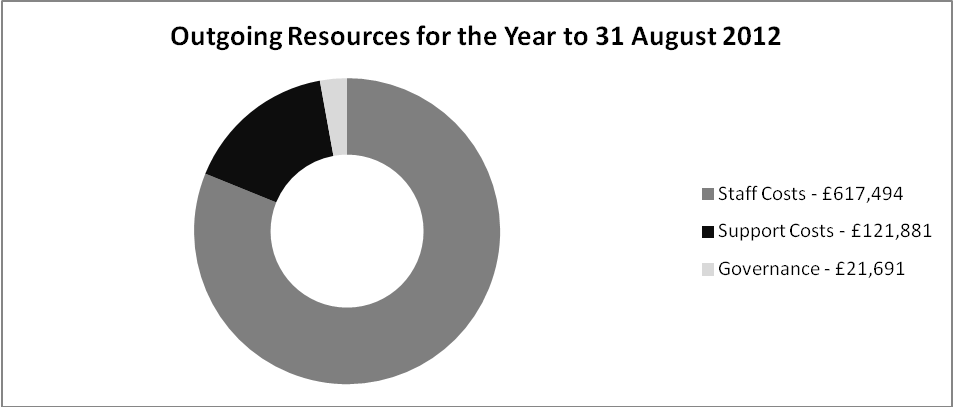 Outgoing Resources for the Year to 31 August 2012
Staff Costs - £617,494
Support Costs - £121,881
Governance - £21,691